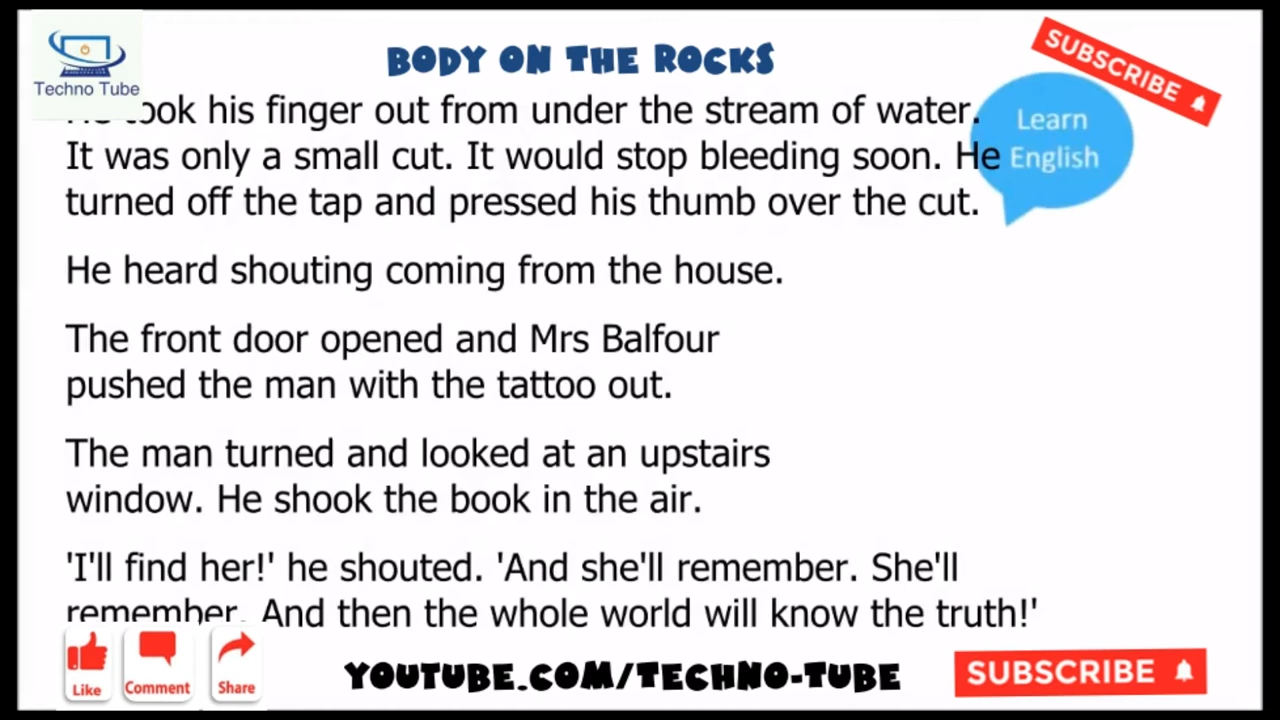 BODY ON THE ROCKS
SUBSCRIBE
Techno Tube
Learn
English
He took his finger out from under the stream of water.
It was only a small cut. It would stop bleeding soon. He
turned off the tap and pressed his thumb over the cut.
He heard shouting coming from the house.
The front door opened and Mrs Balfour
pushed the man with the tattoo out.
The man turned and looked at an upstairs
window. He shook the book in the air.
'I'll find her!' he shouted. 'And she'll remember. She'll
remember. And then the whole world will know the truth!'
Like
Comment
Share
YOUTUBE.COM/TECHNO-TUBE
SUBSCRIBE